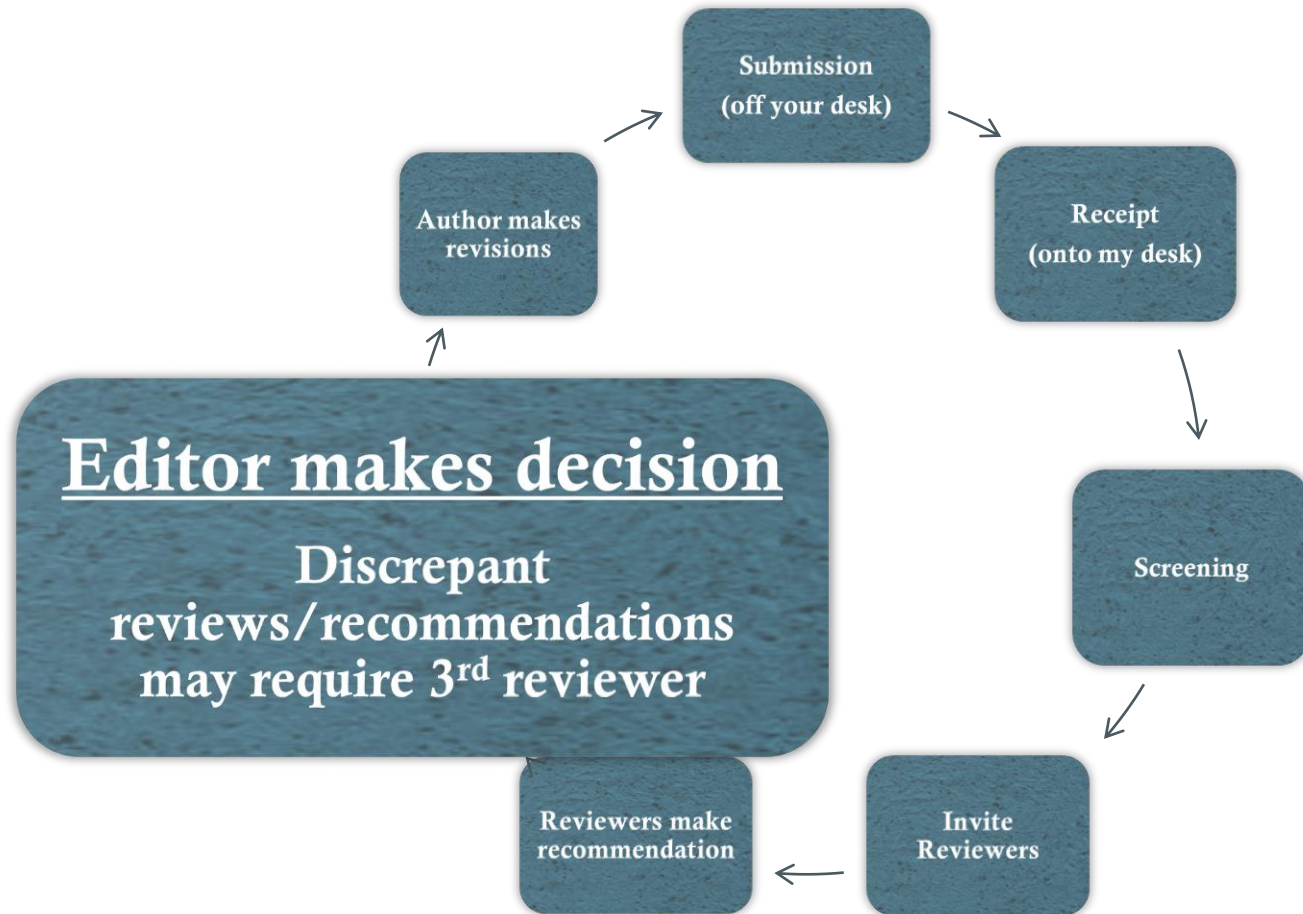 Submission
(off your desk)
Receipt
(onto my desk)
Screening
Invite
Reviewers
Reviewers make
recommendation
Editor makes decision
Discrepant
reviews/recommendations
may require 3rd reviewer
Author makes
revisions